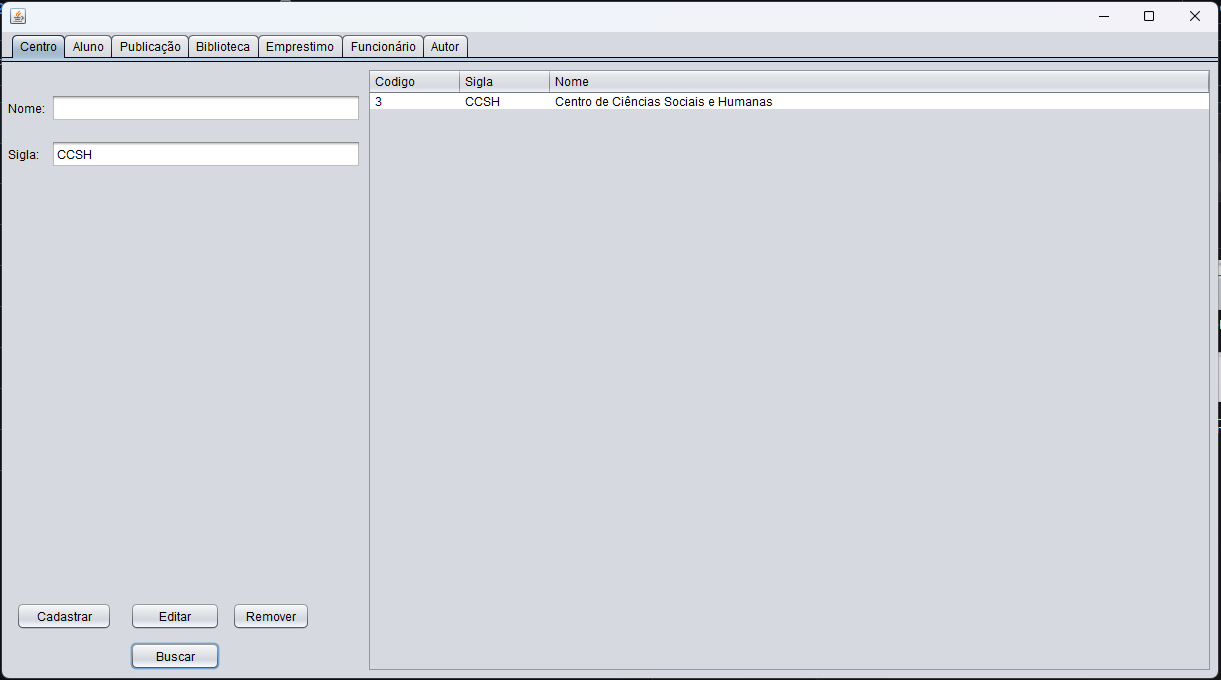 Centro Aluno Publicação Biblioteca Emprestimo Funcionário Autor
Nome:
Sigla: CCSH
Codigo Sigla Nome
3 CCSH Centro de Ciências Sociais e Humanas
Cadastrar Editar Remover
Buscar